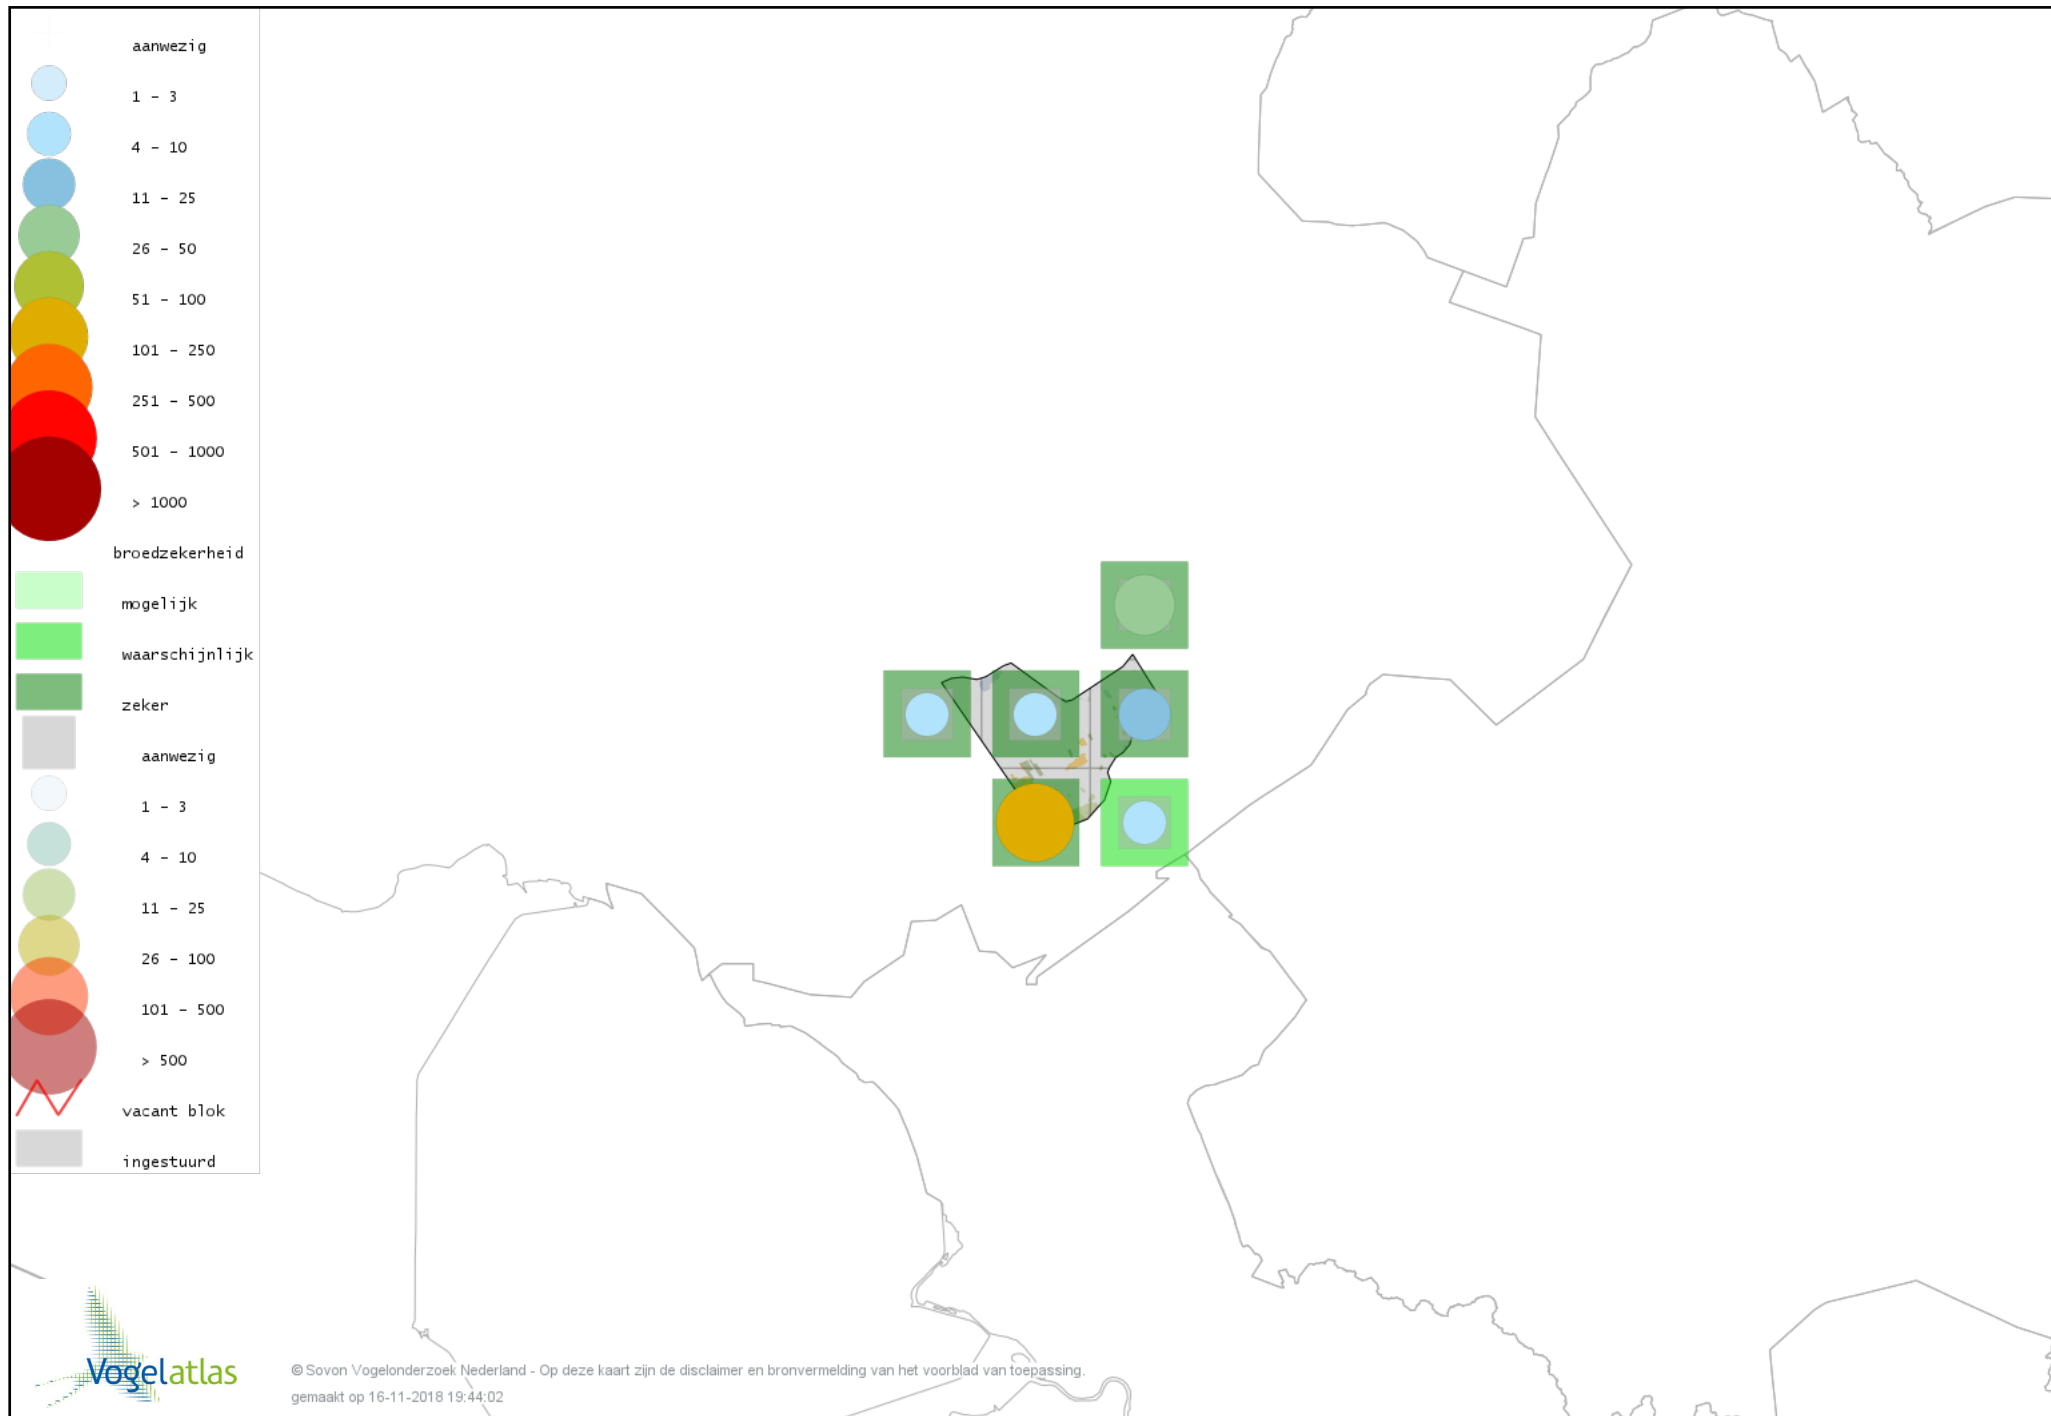 aanwezig
1 - 3
4 - 10
11 - 25
26 - 50
51 - 100
101 - 250
251 - 500
501 - 1000
> 1000
broedzekerheid
mogelijk
waarschijnlijk
zeker
aanwezig
1 - 3
4 - 10
11 - 25
26 - 100
101 - 500
> 500
vacant blok
ingestuurd
Vogelatlas
© Sovon Vogelonderzoek Nederland - Op deze kaart zijn de disclaimer en bronvermelding van het voorblad van toepassing.
gemaakt op 16-11-2018 19:44:02